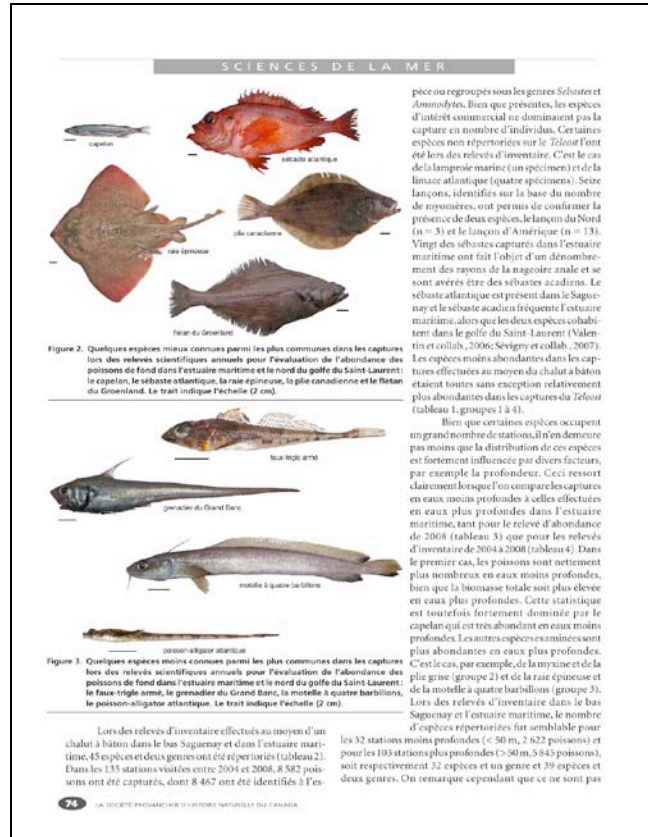 SCIENCES DE LA MER
capelan
sébaste atlantique
plie canadienne
raie épineuse
flétan du Groenland
Figure 2. Quelques espèces mieux connues parmi les plus communes dans les captures
lors des relevés scientifiques annuels pour l'évaluation de l'abondance des
poissons de fond dans l'estuaire maritime et le nord du golfe du Saint-Laurent :
le capelan, le sébaste atlantique, la raie épineuse, la plie canadienne et le flétan
du Groenland. Le trait indique l'échelle (2 cm).
faux-trigle armé
grenadier du Grand Banc
motelle à quatre barbillons
poisson-alligator atlantique
Figure 3. Quelques espèces moins connues parmi les plus communes dans les captures
lors des relevés scientifiques annuels pour l'évaluation de l'abondance des
poissons de fond dans l'estuaire maritime et le nord du golfe du Saint-Laurent :
le faux-trigle armé, le grenadier du Grand Banc, la motelle à quatre barbillons,
le poisson-alligator atlantique. Le trait indique l'échelle (2 cm).
Lors des relevés d'inventaire effectués au moyen d'un
chalut à bâton dans le bas Saguenay et dans l'estuaire mari-
time, 45 espèces et deux genres ont été répertoriés (tableau 2).
Dans les 135 stations visitées entre 2004 et 2008, 8 582 pois-
sons ont été capturés, dont 8 467 ont été identifiés à l'es-
pèce ou regroupés sous les genres Sebastes et
Ammodytes. Bien que présentes, les espèces
d'intérêt commercial ne dominaient pas la
capture en nombre d'individus. Certaines
espèces non répertoriées sur le Teleost l'ont
été lors des relevés d'inventaire. C'est le cas
de la lamproie marine (un spécimen) et de la
limace atlantique (quatre spécimens). Seize
lançons, identifiés sur la base du nombre
de myomères, ont permis de confirmer la
présence de deux espèces, le lançon du Nord
(n = 3) et le lançon d'Amérique (n = 13).
Vingt des sébastes capturés dans l'estuaire
maritime ont fait l'objet d'un dénombre-
ment des rayons de la nageoire anale et se
sont avérés être des sébastes acadiens. Le
sébaste atlantique est présent dans le Sague-
nay et le sébaste acadien fréquente l'estuaire
maritime, alors que les deux espèces cohabi-
tent dans le golfe du Saint-Laurent (Valen-
tin et collab., 2006; Sévigny et collab., 2007).
Les espèces moins abondantes dans les cap-
tures effectuées au moyen du chalut à bâton
étaient toutes sans exception relativement
plus abondantes dans les captures du Teleost
(tableau 1, groupes 1 à 4).
Bien que certaines espèces occupent
un grand nombre de stations, il n'en demeure
pas moins que la distribution de ces espèces
est fortement influencée par divers facteurs,
par exemple la profondeur. Ceci ressort
clairement lorsque l'on compare les captures
en eaux moins profondes à celles effectuées
en eaux plus profondes dans l'estuaire
maritime, tant pour le relevé d'abondance
de 2008 (tableau 3) que pour les relevés
d'inventaire de 2004 à 2008 (tableau 4). Dans
le premier cas, les poissons sont nettement
plus nombreux en eaux moins profondes,
bien que la biomasse totale soit plus élevée
en eaux plus profondes. Cette statistique
est toutefois fortement dominée par le
capelan qui est très abondant en eaux moins
profondes. Les autres espèces examinées sont
plus abondantes en eaux plus profondes.
C'est le cas, par exemple, de la myxine et de la
plie grise (groupe 2) et de la raie épineuse et
de la motelle à quatre barbillons (groupe 3).
Lors des relevés d'inventaire dans le bas
Saguenay et l'estuaire maritime, le nombre
d'espèces répertoriées fut semblable pour
les 32 stations moins profondes (< 50 m, 2 622 poissons) et
pour les 103 stations plus profondes (> 50 m, 5 845 poissons),
soit respectivement 32 espèces et un genre et 39 espèces et
deux genres. On remarque cependant que ce ne sont pas
74 LA SOCIÉTÉ PROVANCHER D'HISTOIRE NATURELLE DU CANADA